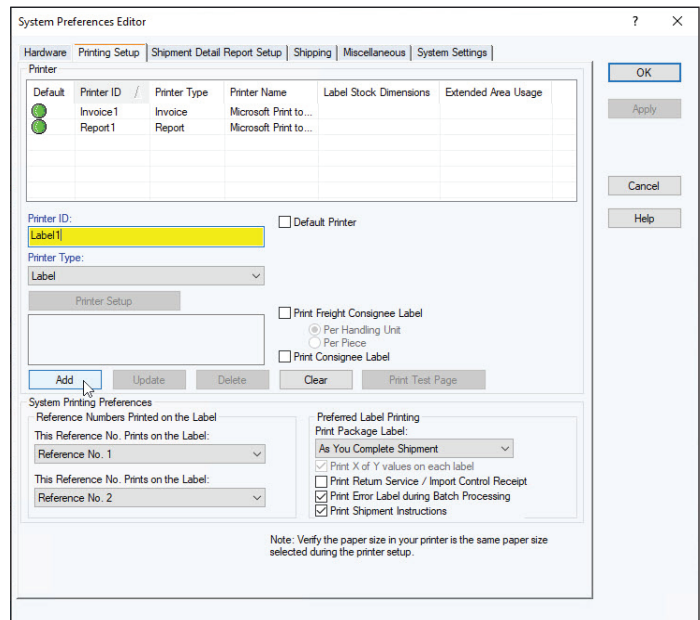 System Preferences Editor
? X
Hardware Printing Setup Shipment Detail Report Setup Shipping Miscellaneous System Settings
Printer
Default Printer ID / Printer Type Printer Name Label Stock Dimensions Extended Area Usage
Invoice1 Invoice Microsoft Print to...
Report1 Report Microsoft Print to...
OK
Apply
Cancel
Help
Printer ID:
Label1
Default Printer
Printer Type:
Label
Printer Setup
Print Freight Consignee Label
Per Handling Unit
Per Piece
Print Consignee Label
Add Update Delete Clear Print Test Page
System Printing Preferences
Reference Numbers Printed on the Label
This Reference No. Prints on the Label:
Reference No. 1
This Reference No. Prints on the Label:
Reference No. 2
Preferred Label Printing
Print Package Label:
As You Complete Shipment
Print X of Y values on each label
Print Return Service / Import Control Receipt
Print Error Label during Batch Processing
Print Shipment Instructions
Note: Verify the paper size in your printer is the same paper size
selected during the printer setup.